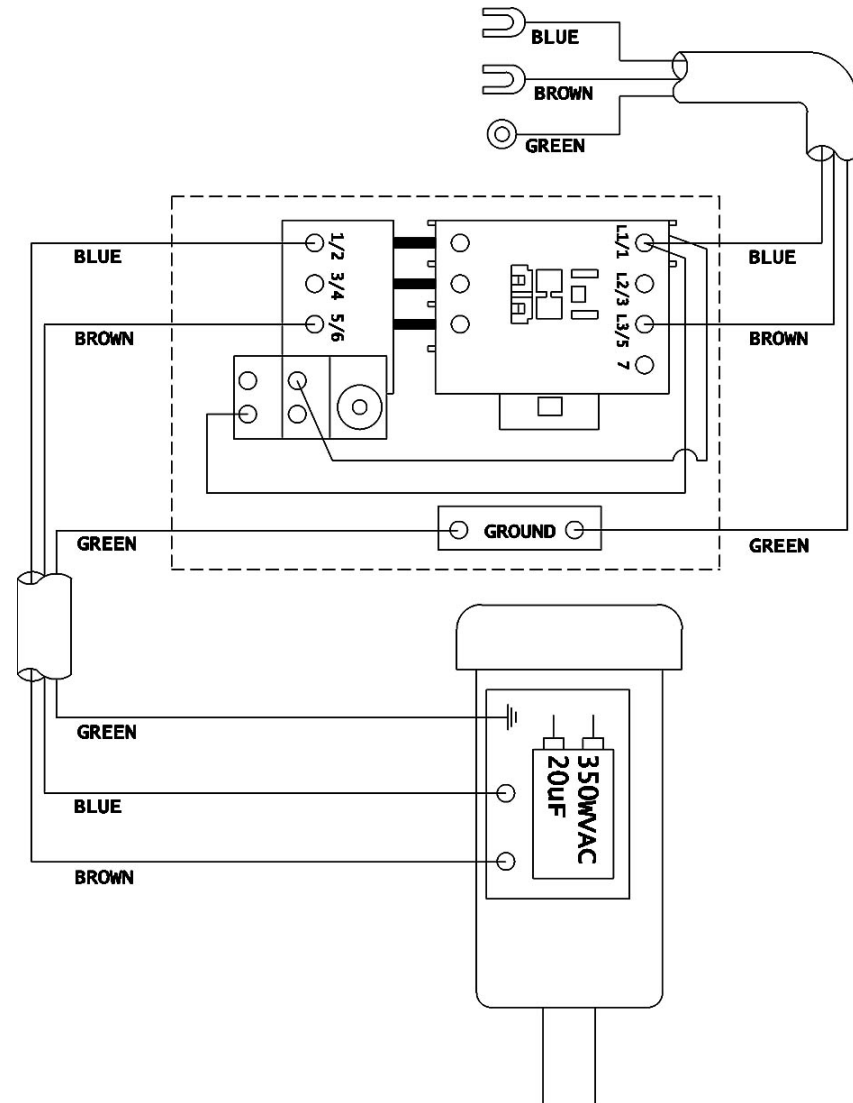 BLUE
BROWN
GREEN
BLUE
1/2
3/4
5/6
L1/1
L2/3
L3/5
7
BLUE
BROWN
BROWN
GREEN
GROUND
GREEN
GREEN
350WVAC
20uF
BLUE
BROWN